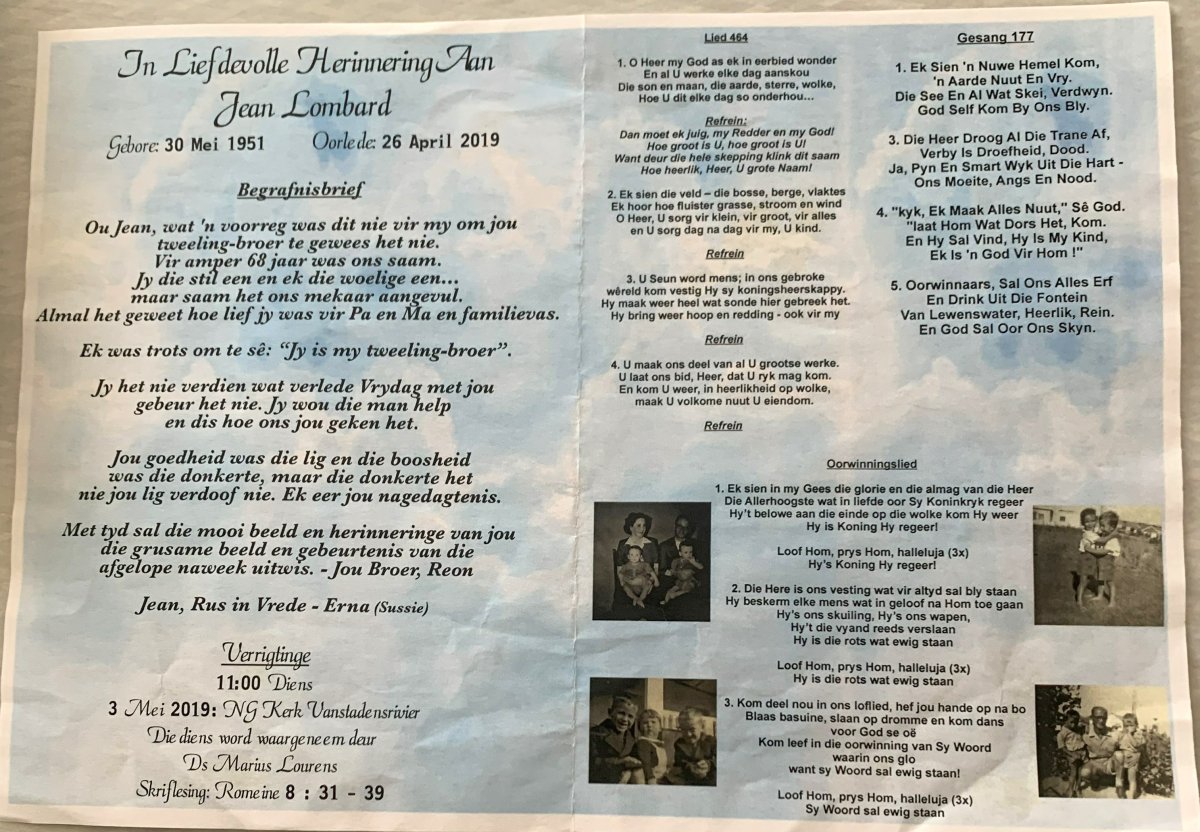 In Liefdevolle Herinnering Aan
Jean Lombard
Gebore: 30 Mei 1951 Oorlede: 26 April 2019
Begrafnisbrief
Ou Jean, wat 'n voorreg was dit nie vir my om jou
tweeling-broer te gewees het nie.
Vir amper 68 jaar was ons saam.
Jy die stil een en ek die woelige een...
maar saam het ons mekaar aangevul.
Almal het geweet hoe lief jy was vir Pa en Ma en familievas.
Ek was trots om te sê: “Jy is my tweeling-broer”.
Jy het nie verdien wat verlede Vrydag met jou
gebeur het nie. Jy wou die man help
en dis hoe ons jou geken het.
Jou goedheid was die lig en die boosheid
was die donkerte, maar die donkerte het
nie jou lig verdoof nie. Ek eer jou nagedagtenis.
Met tyd sal die mooi beeld en herinneringe van jou
die grusame beeld en gebeurtenis van die
afgelope naweek uitwis. - Jou Broer, Reon
Jean, Rus in Vrede - Erna (Sussie)
Verrigtinge
11:00 Diens
3 Mei 2019: NG Kerk Vanstadensrivier
Die diens word waargeneem deur
Ds Marius Lourens
Skriflesing: Romeine 8 : 31 - 39
Lied 464
1. O Heer my God as ek in eerbied wonder
En al U werke elke dag aanskou
Die son en maan, die aarde, sterre, wolke,
Hoe U dit elke dag so onderhou...
Refrein:
Dan moet ek juig, my Redder en my God!
Hoe groot is U, hoe groot is U!
Want deur die hele skepping klink dit saam
Hoe heerlik, Heer, U grote Naam!
2. Ek sien die veld – die bosse, berge, vlaktes
Ek hoor hoe fluister grasse, stroom en wind
O Heer, U sorg vir klein, vir groot, vir alles
en U sorg dag na dag vir my, U kind.
Refrein
3. U Seun word mens; in ons gebroke
wêreld kom vestig Hy sy koningsheerskappy.
Hy maak weer heel wat sonde hier gebreek het.
Hy bring weer hoop en redding - ook vir my
Refrein
4. U maak ons deel van al U grootse werke.
U laat ons bid, Heer, dat U ryk mag kom.
En kom U weer, in heerlikheid op wolke,
maak U volkome nuut U eiendom.
Refrein
Gesang 177
1. Ek Sien 'n Nuwe Hemel Kom,
'n Aarde Nuut En Vry.
Die See En Al Wat Skei, Verdwyn.
God Self Kom By Ons Bly.
3. Die Heer Droog Al Die Trane Af,
Verby Is Droefheid, Dood.
Ja, Pyn En Smart Wyk Uit Die Hart -
Ons Moeite, Angs En Nood.
4. "kyk, Ek Maak Alles Nuut," Sê God.
"laat Hom Wat Dors Het, Kom.
En Hy Sal Vind, Hy Is My Kind,
Ek Is 'n God Vir Hom !"
5. Oorwinnaars, Sal Ons Alles Erf
En Drink Uit Die Fontein
Van Lewenswater, Heerlik, Rein.
En God Sal Oor Ons Skyn.
Oorwinningslied
1. Ek sien in my Gees die glorie en die almag van die Heer
Die Allerhoogste wat in liefde oor Sy Koninkryk regeer
Hy't belowe aan die einde op die wolke kom Hy weer
Hy is Koning Hy regeer!
Loof Hom, prys Hom, halleluja (3x)
Hy's Koning Hy regeer!
2. Die Here is ons vesting wat vir altyd sal bly staan
Hy beskerm elke mens wat in geloof na Hom toe gaan
Hy's ons skuiling, Hy's ons wapen,
Hy't die vyand reeds verslaan
Hy is die rots wat ewig staan
Loof Hom, prys Hom, halleluja (3x)
Hy is die rots wat ewig staan
3. Kom deel nou in ons loflied, hef jou hande op na bo
Blaas basuine, slaan op dromme en kom dans
voor God se oë
Kom leef in die oorwinning van Sy Woord
waarin ons glo
want sy Woord sal ewig staan!
Loof Hom, prys Hom, halleluja (3x)
Sy Woord sal ewig staan